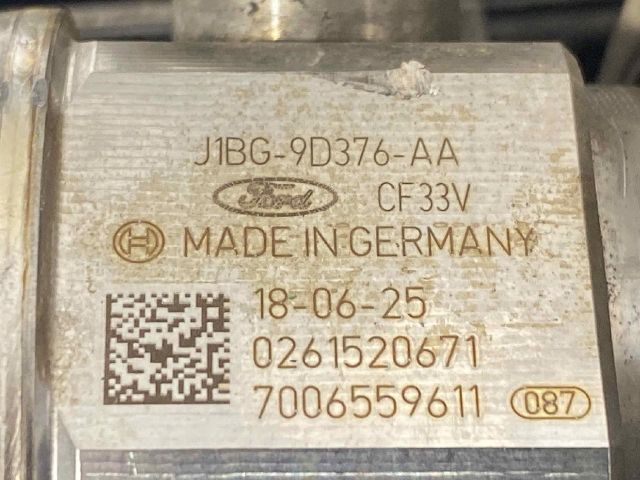 J1BG-9D376-AA
Ford CF33V
MADE IN GERMANY
18-06-25
0261520671
7006559611 087